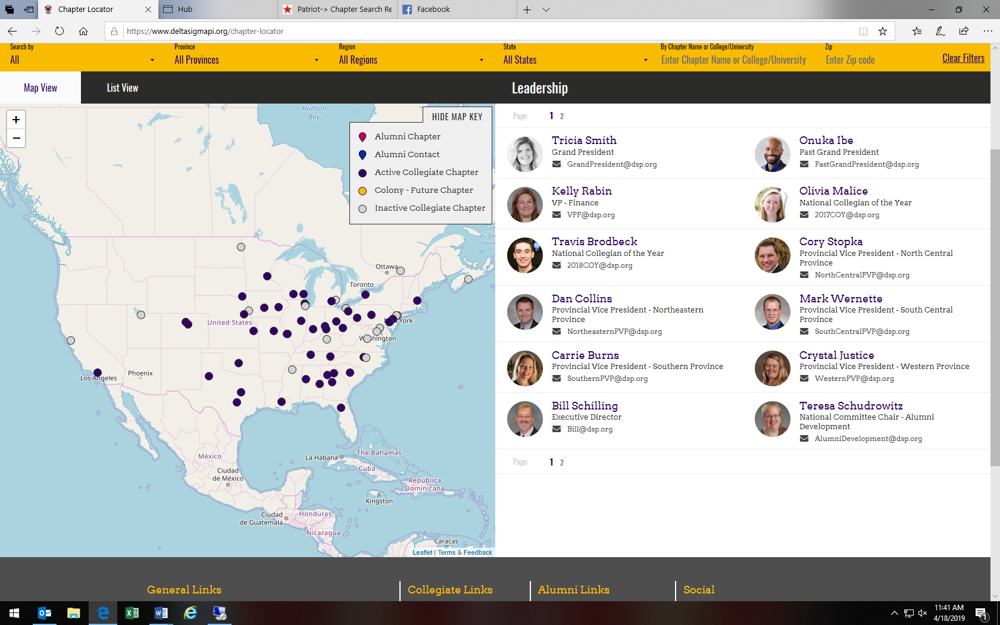 Chapter Locator
Hub
Patriot-> Chapter Search Re
Facebook
https://www.deltasigmapi.org/chapter-locator
Search by
All
Province
All Provinces
Region
All Regions
State
All States
By Chapter Name or College/University
Enter Chapter Name or College/University
Zip
Enter Zip code
Clear Filters
Map View
List View
Leadership
+
−
HIDE MAP KEY
Alumni Chapter
Alumni Contact
Active Collegiate Chapter
Colony - Future Chapter
Inactive Collegiate Chapter
Hudson
Bay
Golf
du Sa
Laure
Ottawa
Toronto
United States
New York
Washington
Los Angeles
Phoenix
México
Ciudad
de México
La Habana
The Bahamas
Cuba
República
Dominicana
Kingston
Ciudad
de Guatemala
Honduras
Nicaragua
Caracas
Leaflet | Terms & Feedback
Page:
1
2
Tricia Smith
Grand President
GrandPresident@dsp.org
Onuka Ibe
Past Grand President
PastGrandPresident@dsp.org
Kelly Rabin
VP - Finance
VPF@dsp.org
Olivia Malice
National Collegian of the Year
2017COY@dsp.org
Travis Brodbeck
National Collegian of the Year
2018COY@dsp.org
Cory Stopka
Provincial Vice President - North Central
Province
NorthCentralPVP@dsp.org
Dan Collins
Provincial Vice President - Northeastern
Province
NortheasternPVP@dsp.org
Mark Wernette
Provincial Vice President - South Central
Province
SouthCentralPVP@dsp.org
Carrie Burns
Provincial Vice President - Southern Province
SouthernPVP@dsp.org
Crystal Justice
Provincial Vice President - Western Province
WesternPVP@dsp.org
Bill Schilling
Executive Director
Bill@dsp.org
Teresa Schudrowitz
National Committee Chair - Alumni
Development
AlumniDevelopment@dsp.org
Page:
1
2
General Links
Collegiate Links
Alumni Links
Social
11:41 AM
4/18/2019
1